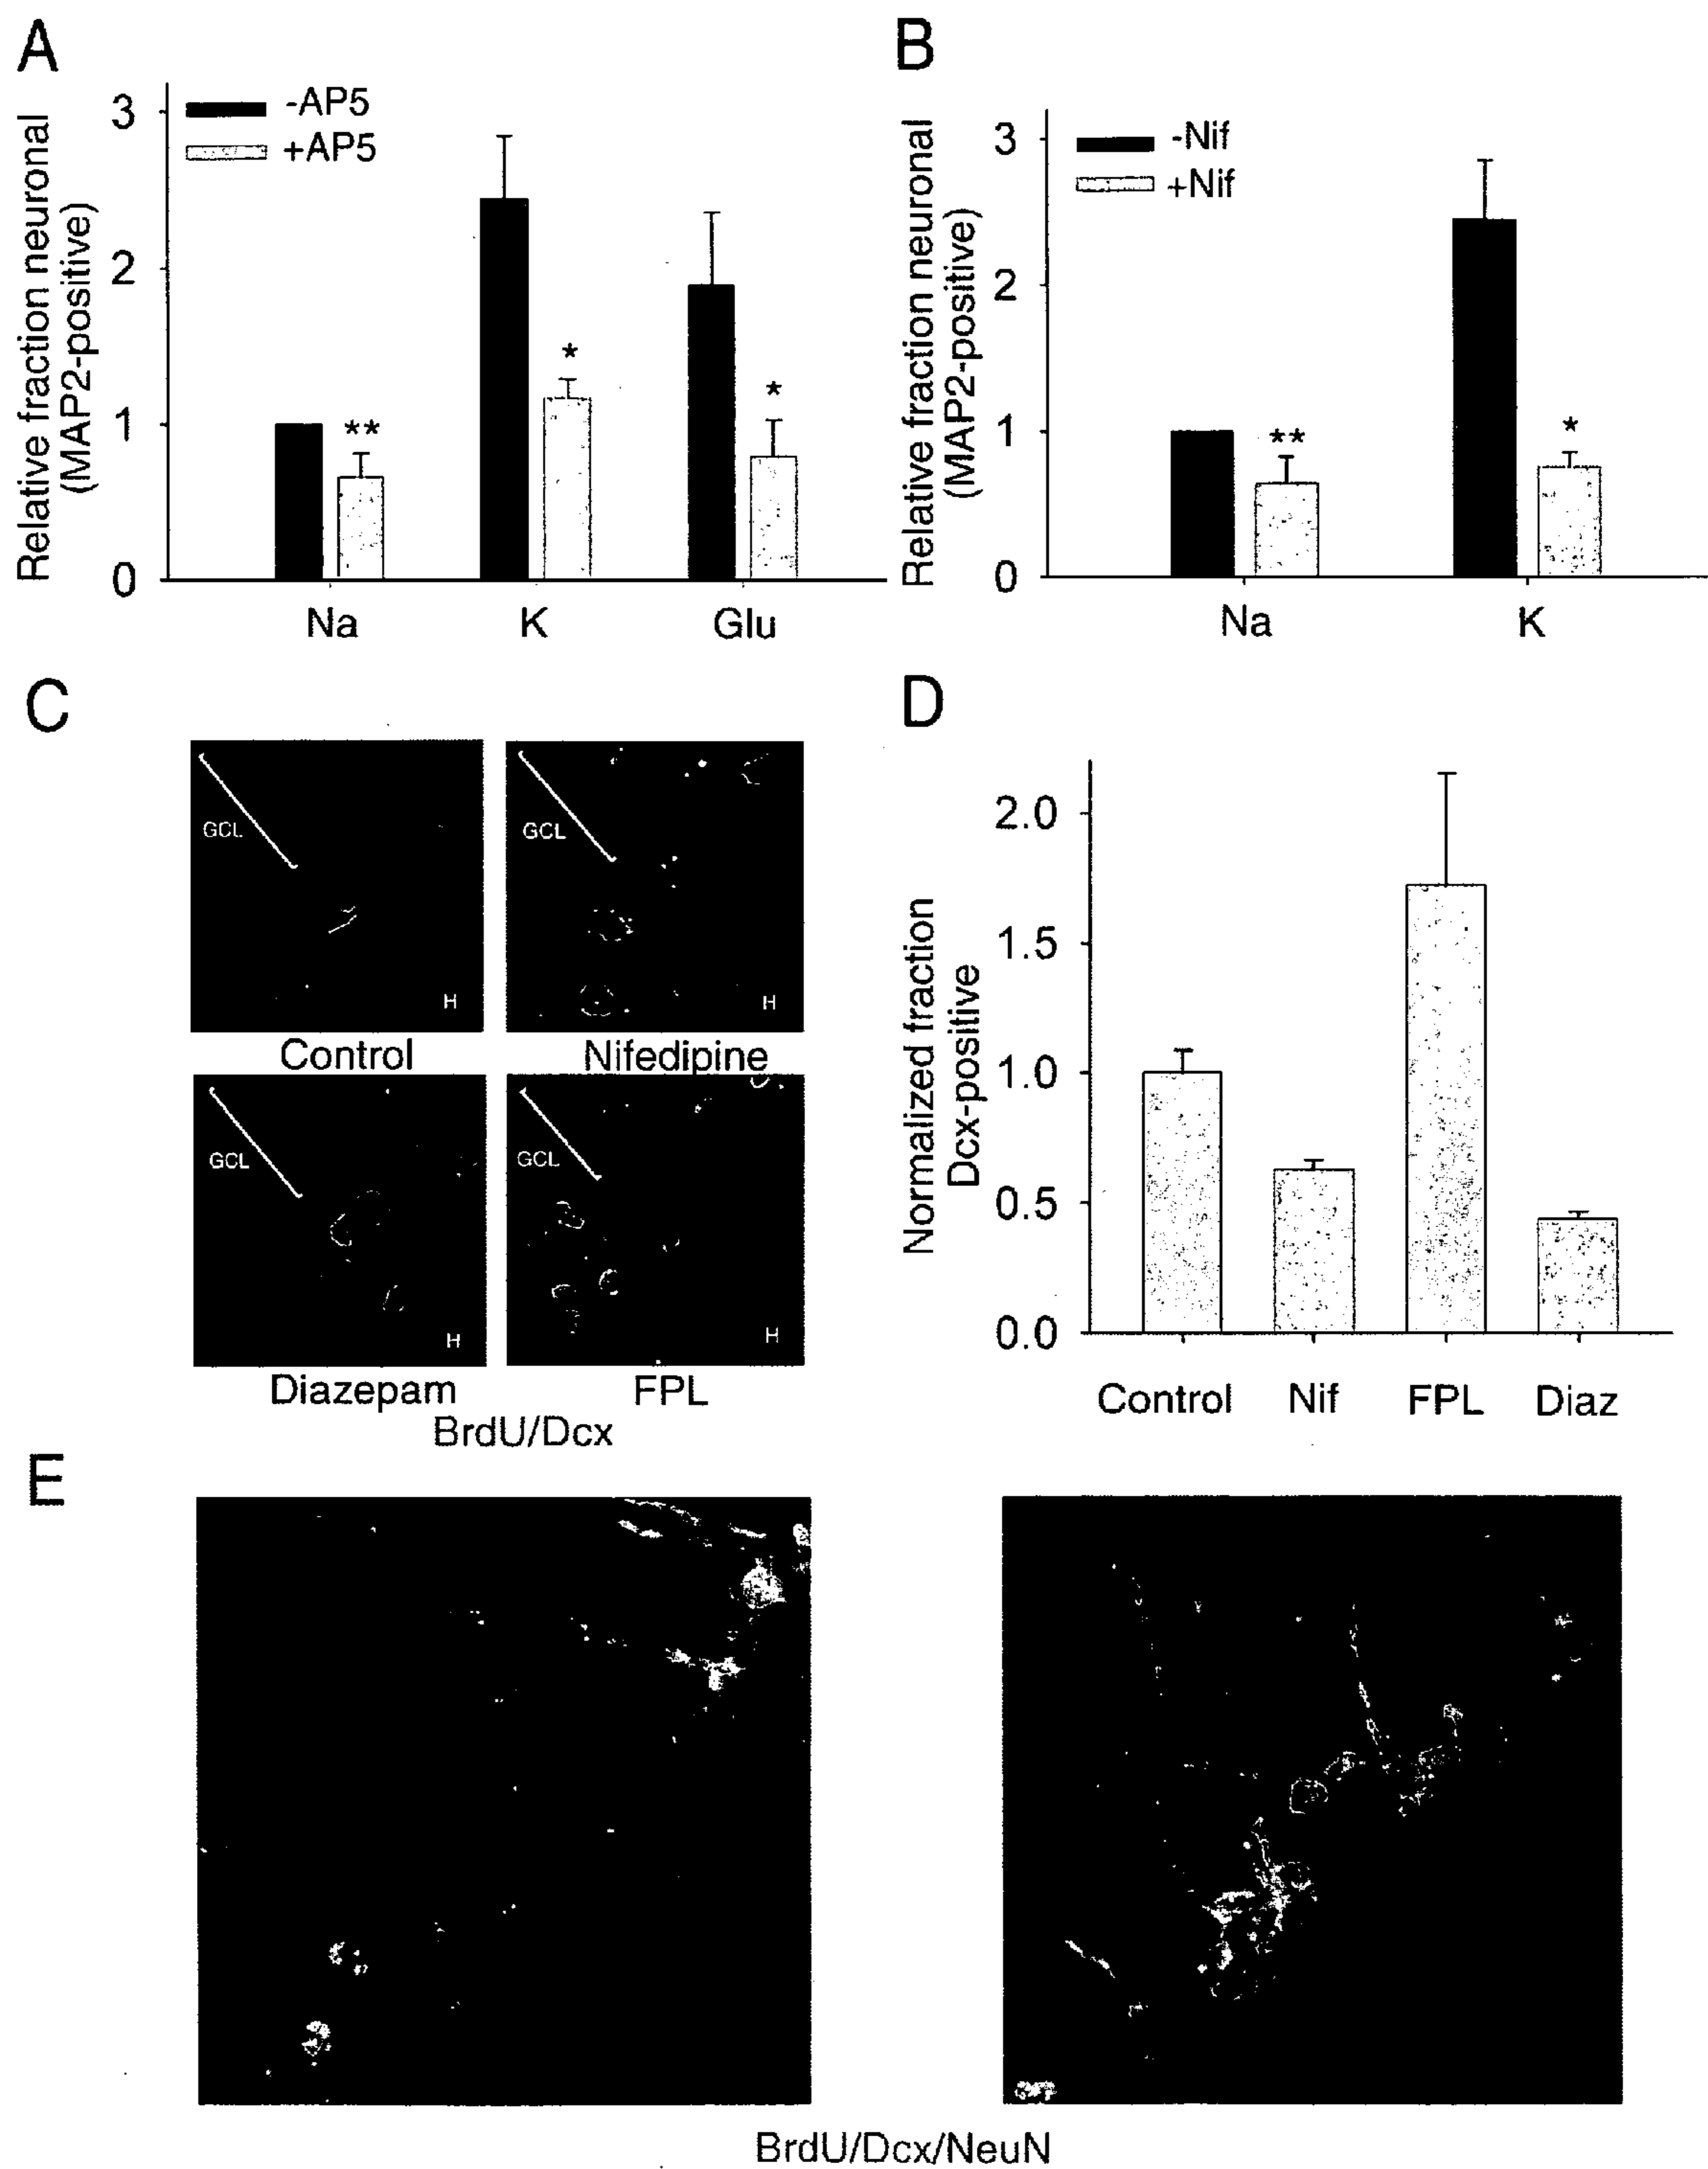 A
Relative fraction neuronal
(MAP2-positive)
3
2
1
0
-AP5
+AP5
**
*
*
Na K Glu
B
Relative fraction neuronal
(MAP2-positive)
3
2
1
0
-Nif
+Nif
**
*
Na K
C
GCL
H
Control
GCL
H
Nifedipine
GCL
H
Diazepam
GCL
H
FPL
BrdU/Dcx
D
Normalized fraction
Dcx-positive
2.0
1.5
1.0
0.5
0.0
Control Nif FPL Diaz
E
BrdU/Dcx/NeuN